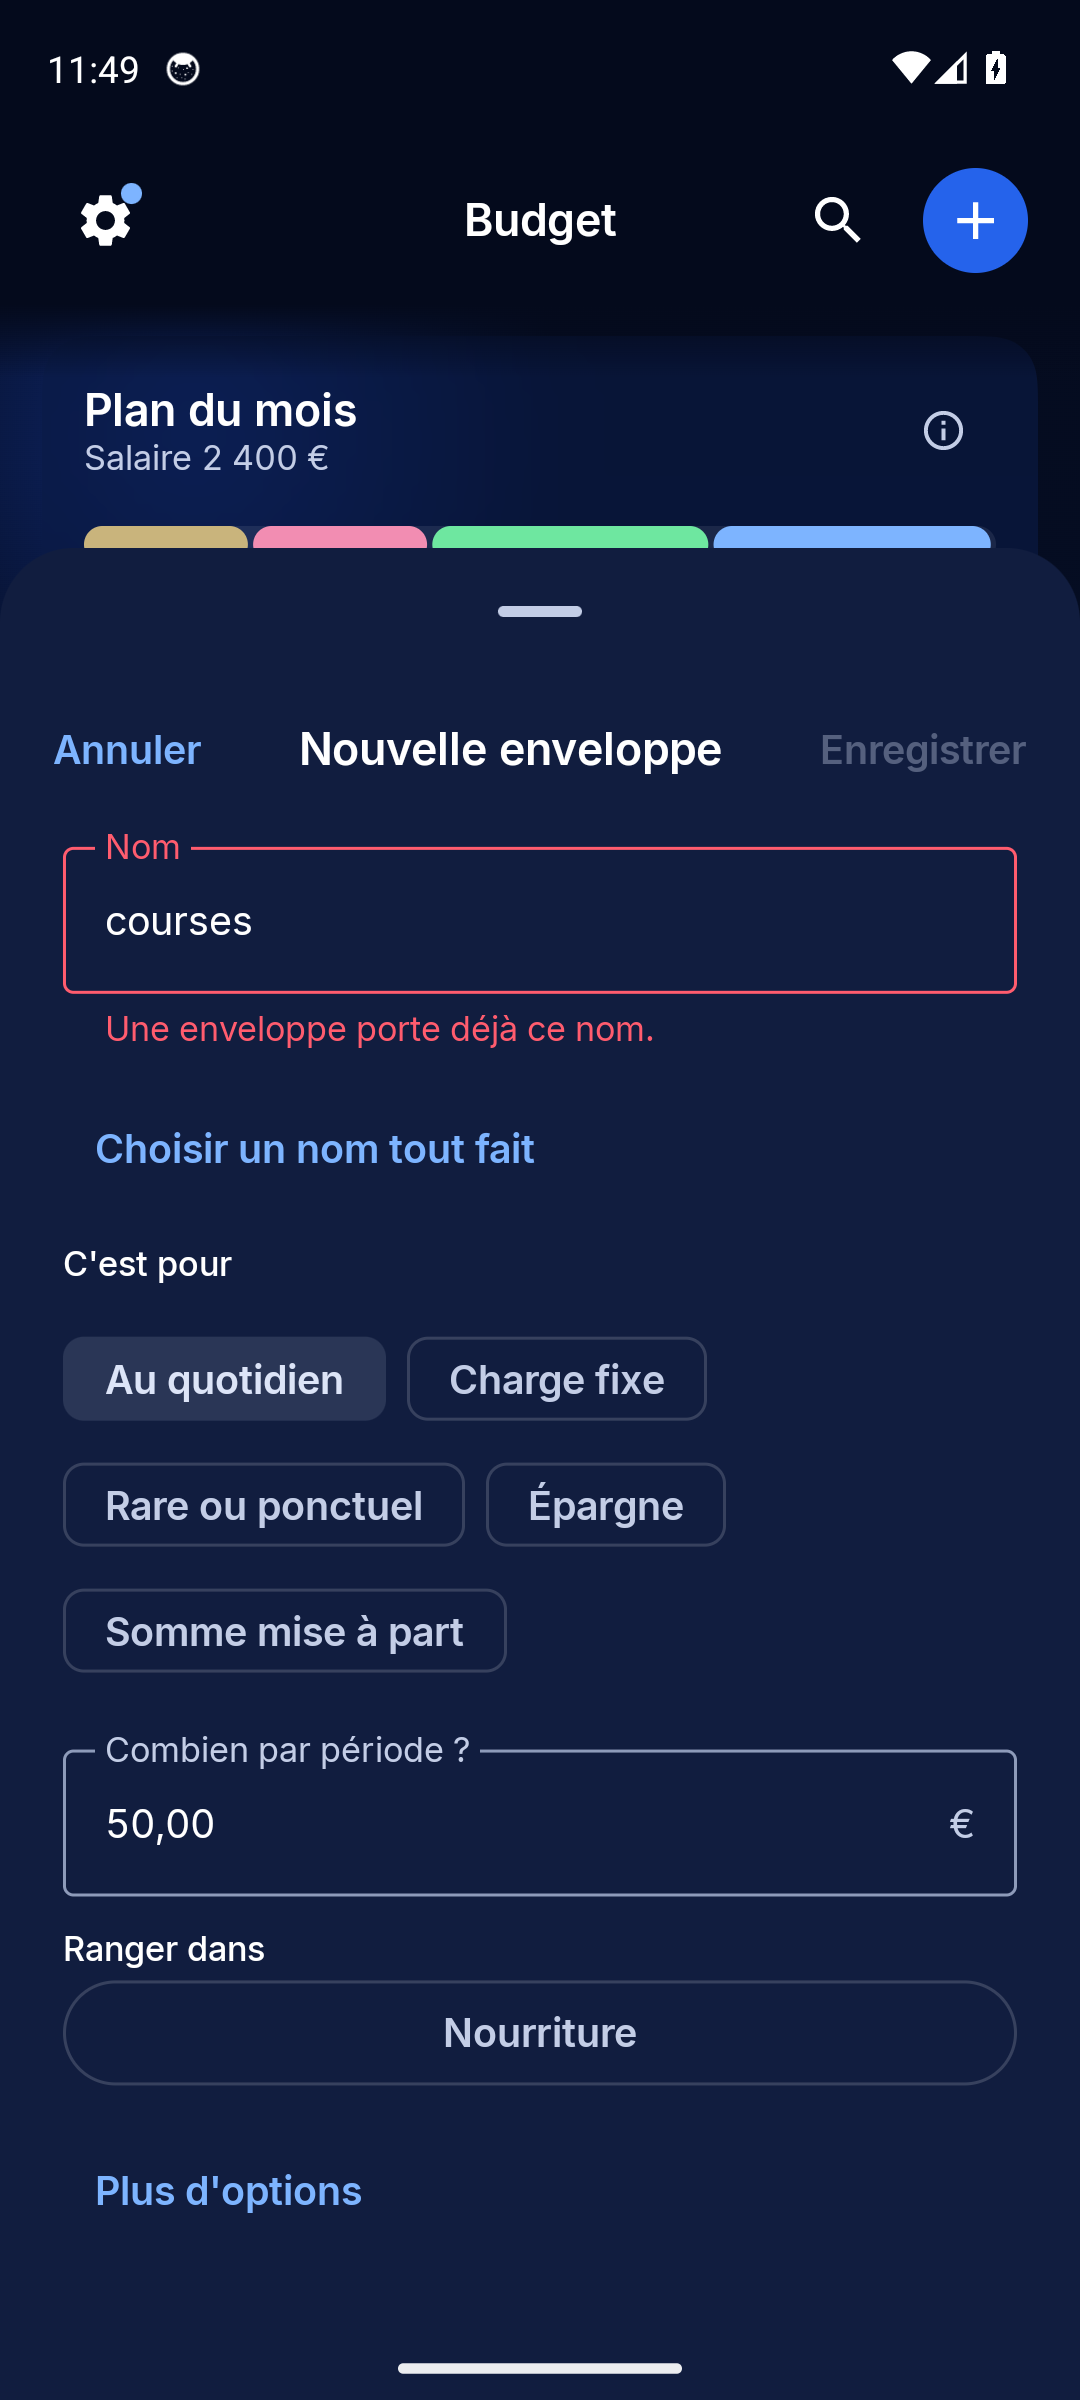 11:49
Budget
Plan du mois
Salaire 2 400 €
Annuler
Nouvelle enveloppe
Enregistrer
Nom
courses
Une enveloppe porte déjà ce nom.
Choisir un nom tout fait
C'est pour
Au quotidien
Charge fixe
Rare ou ponctuel
Épargne
Somme mise à part
Combien par période ?
50,00 €
Ranger dans
Nourriture
Plus d'options